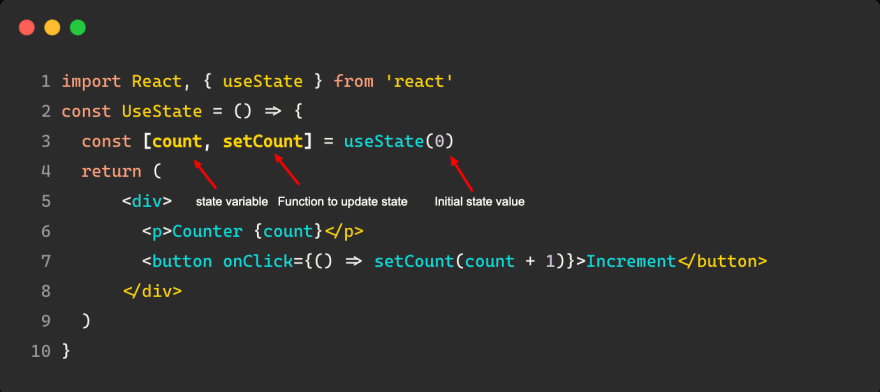 1 import React, { useState } from 'react'
2 const UseState = () => {
3 const [count, setCount] = useState(0)
4 return (
5 <div> state variable Function to update state Initial state value
6 <p>Counter {count}</p>
7 <button onClick={() => setCount(count + 1)}>Increment</button>
8 </div>
9 )
10 }